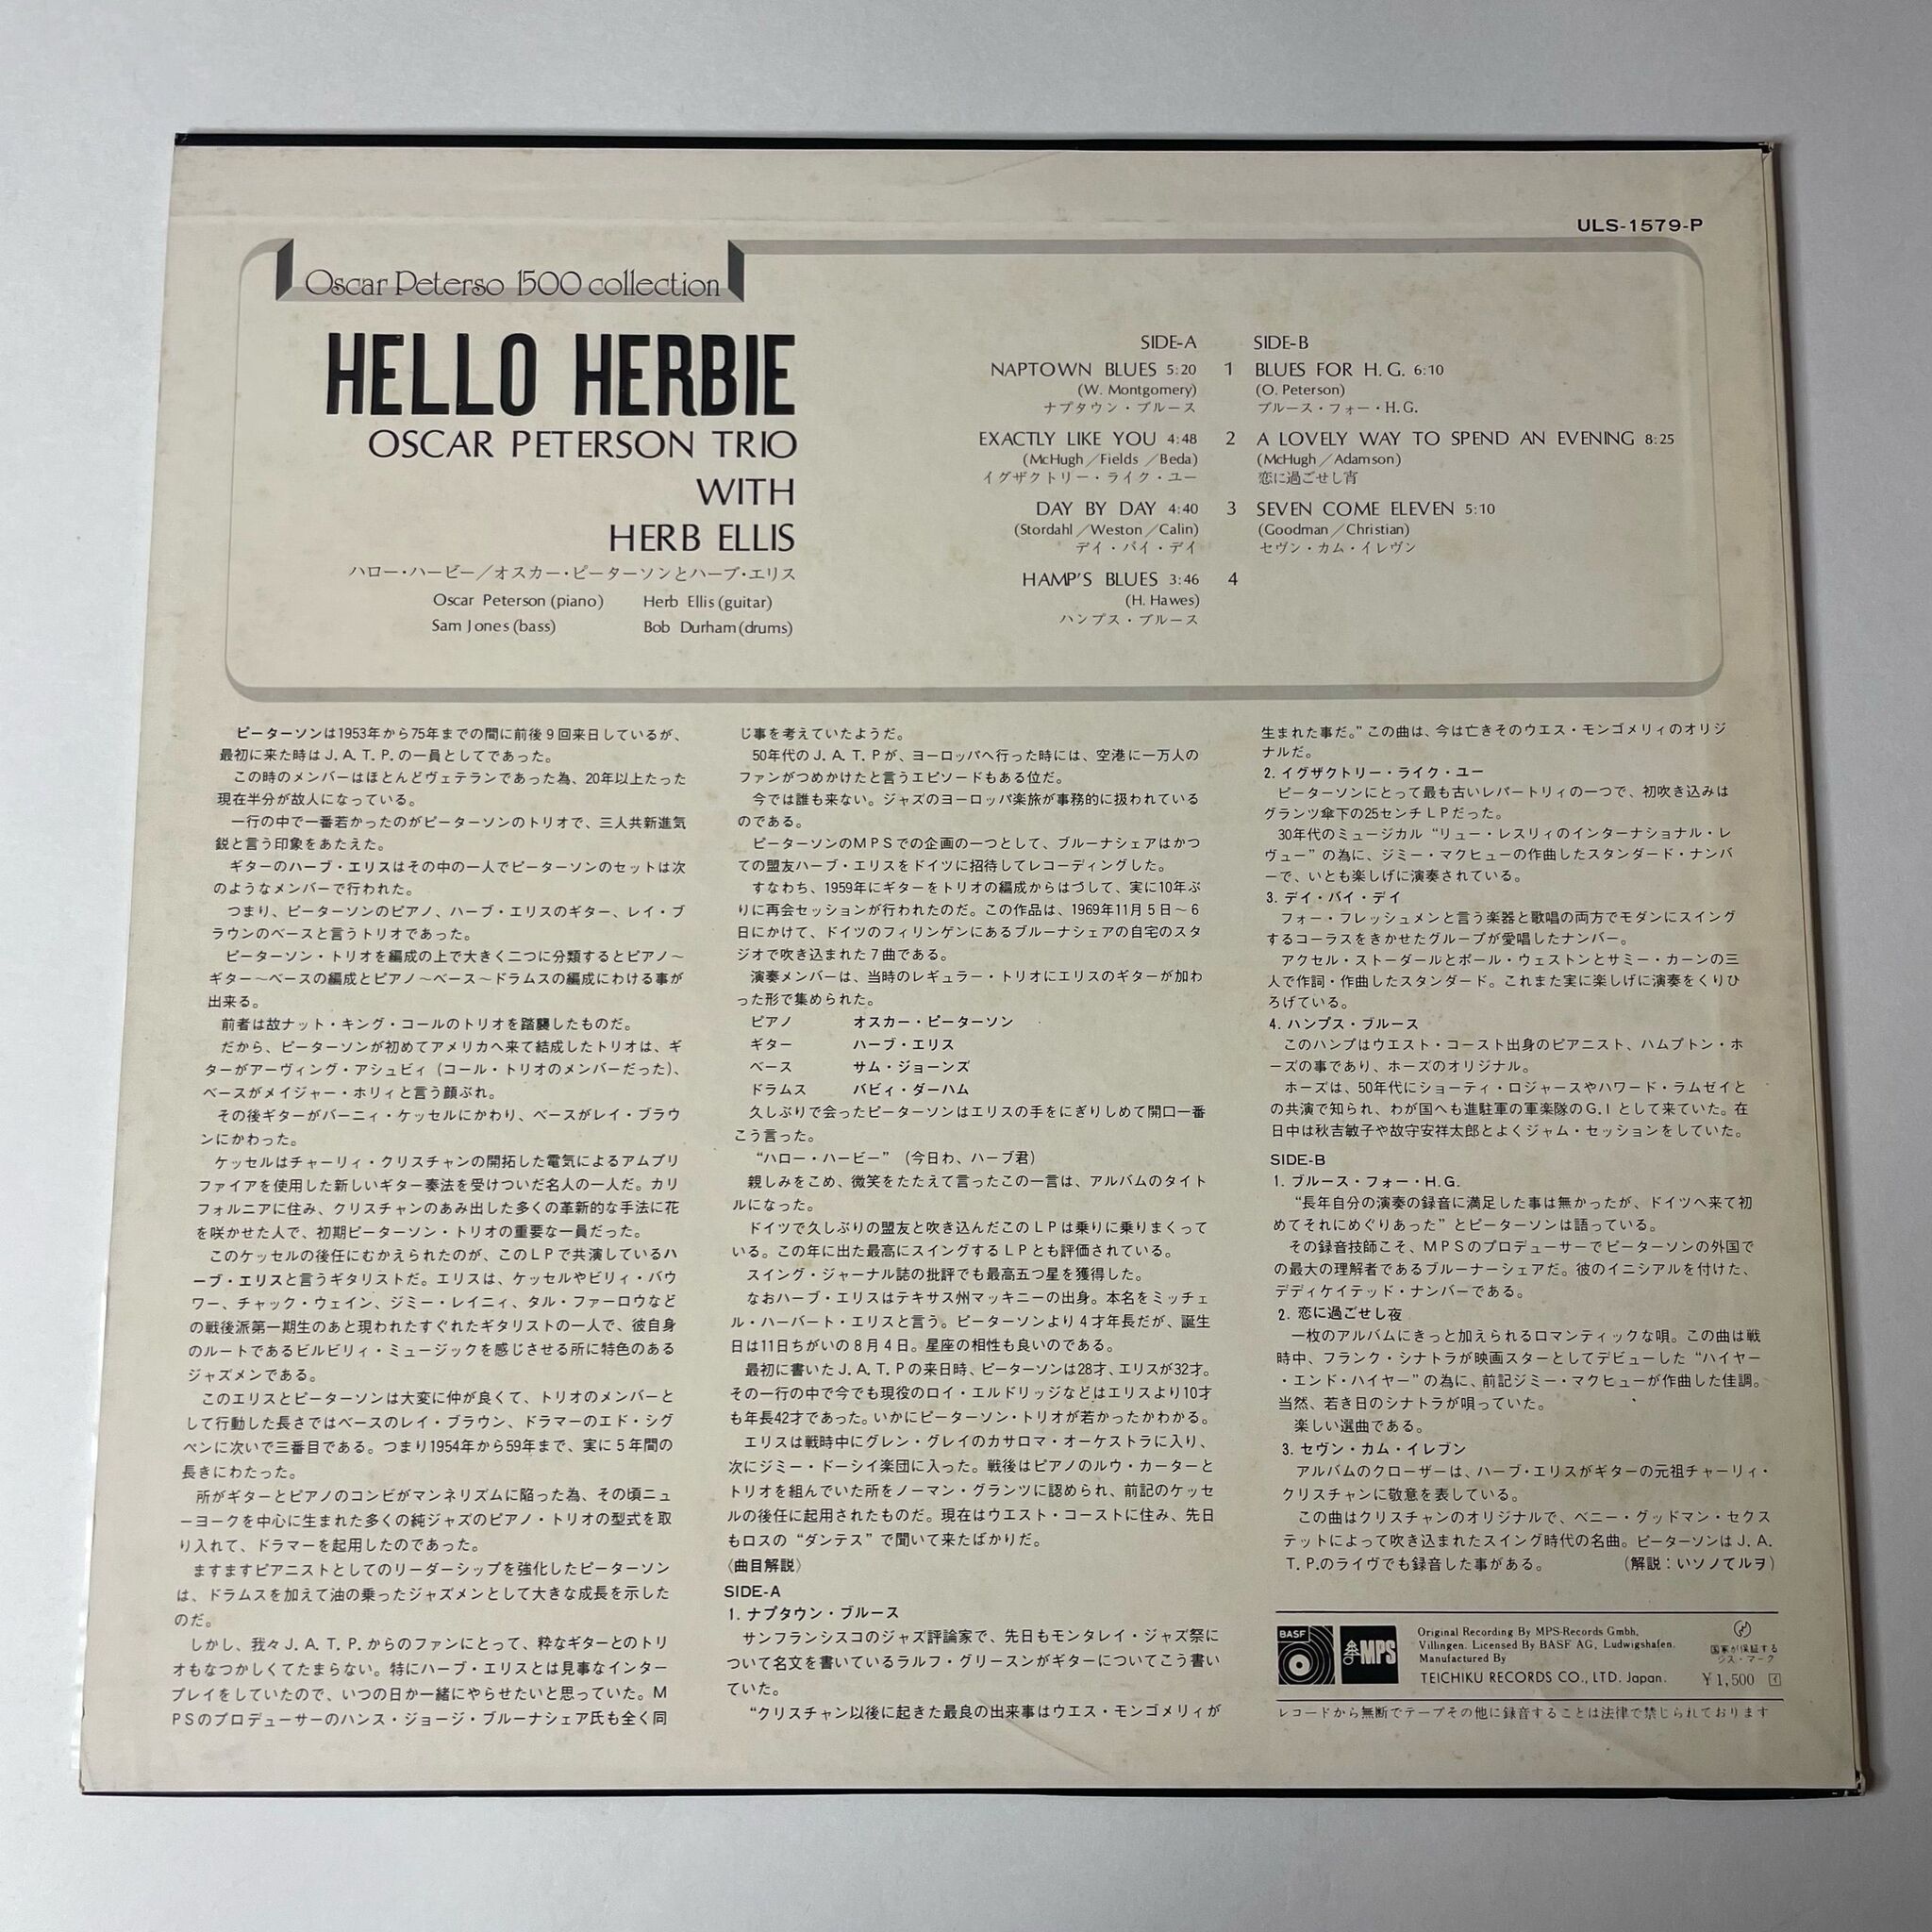 ULS-1579-P
Oscar Peterso 1500 collection
HELLO HERBIE
OSCAR PETERSON TRIO
WITH
HERB ELLIS
ハロー・ハービー／オスカー・ピーターソンとハーブ・エリス
Oscar Peterson (piano) Herb Ellis (guitar)
Sam Jones (bass) Bob Durham (drums)
SIDE-A
NAPTOWN BLUES 5:20 1
(W. Montgomery)
ナプタウン・ブルース
EXACTLY LIKE YOU 4:48 2
(McHugh／Fields／Beda)
イグザクトリー・ライク・ユー
DAY BY DAY 4:40 3
(Stordahl／Weston／Calin)
デイ・バイ・デイ
HAMP'S BLUES 3:46 4
(H. Hawes)
ハンプス・ブルース
SIDE-B
BLUES FOR H. G. 6:10
(O. Peterson)
ブルース・フォー・H.G.
A LOVELY WAY TO SPEND AN EVENING 8:25
(McHugh／Adamson)
恋に過ごせし宵
SEVEN COME ELEVEN 5:10
(Goodman／Christian)
セヴン・カム・イレヴン
ピーターソンは1953年から75年までの間に前後9回来日しているが、
最初に来た時はJ. A. T. P. の一員としてであった。
この時のメンバーはほとんどヴェテランであった為、20年以上たった
現在半分が故人になっている。
一行の中で一番若かったのがピーターソンのトリオで、三人共新進気
鋭と言う印象をあたえた。
ギターのハーブ・エリスはその中の一人でピーターソンのセットは次
のようなメンバーで行われた。
つまり、ピーターソンのピアノ、ハーブ・エリスのギター、レイ・ブ
ラウンのベースと言うトリオであった。
ピーターソン・トリオを編成の上で大きく二つに分類するとピアノ〜
ギター〜ベースの編成とピアノ〜ベース〜ドラムスの編成にわける事が
出来る。
前者は故ナット・キング・コールのトリオを踏襲したものだ。
だから、ピーターソンが初めてアメリカへ来て結成したトリオは、ギ
ターがアーヴィング・アシュビィ（コール・トリオのメンバーだった）、
ベースがメイジャー・ホリィと言う顔ぶれ。
その後ギターがバーニィ・ケッセルにかわり、ベースがレイ・ブラウ
ンにかわった。
ケッセルはチャーリィ・クリスチャンの開拓した電気によるアムプリ
ファイアを使用した新しいギター奏法を受けついだ名人の一人だ。カリ
フォルニアに住み、クリスチャンのあみ出した多くの革新的な手法に花
を咲かせた人で、初期ピーターソン・トリオの重要な一員だった。
このケッセルの後任にむかえられたのが、このLPで共演しているハ
ーブ・エリスと言うギタリストだ。エリスは、ケッセルやビリィ・バウ
ワー、チャック・ウェイン、ジミー・レイニィ、タル・ファーロウなど
の戦後派第一期生のあと現われたすぐれたギタリストの一人で、彼自身
のルートであるビルビリィ・ミュージックを感じさせる所に特色のある
ジャズメンである。
このエリスとピーターソンは大変に仲が良くて、トリオのメンバーと
して行動した長さではベースのレイ・ブラウン、ドラマーのエド・シグ
ペンに次いで三番目である。つまり1954年から59年まで、実に5年間の
長きにわたった。
所がギターとピアノのコンビがマンネリズムに陥った為、その頃ニュ
ーヨークを中心に生まれた多くの純ジャズのピアノ・トリオの型式を取
り入れて、ドラマーを起用したのであった。
ますますピアニストとしてのリーダーシップを強化したピーターソン
は、ドラムスを加えて油の乗ったジャズメンとして大きな成長を示した
のだ。
しかし、我々J. A. T. P. からのファンにとって、粋なギターとのトリ
オもなつかしくてたまらない。特にハーブ・エリスとは見事なインター
プレイをしていたので、いつの日か一緒にやらせたいと思っていた。M
PSのプロデューサーのハンス・ジョージ・ブルーナシェア氏も全く同
じ事を考えていたようだ。
50年代のJ. A. T. Pが、ヨーロッパへ行った時には、空港に一万人の
ファンがつめかけたと言うエピソードもある位だ。
今では誰も来ない。ジャズのヨーロッパ楽旅が事務的に扱われている
のである。
ピーターソンのMPSでの企画の一つとして、ブルーナシェアはかつ
ての盟友ハーブ・エリスをドイツに招待してレコーディングした。
すなわち、1959年にギターをトリオの編成からはづして、実に10年ぶ
りに再会セッションが行われたのだ。この作品は、1969年11月5日〜6
日にかけて、ドイツのフィリンゲンにあるブルーナシェアの自宅のスタ
ジオで吹き込まれた7曲である。
演奏メンバーは、当時のレギュラー・トリオにエリスのギターが加わ
った形で集められた。
ピアノ オスカー・ピーターソン
ギター ハーブ・エリス
ベース サム・ジョーンズ
ドラムス バビィ・ダーハム
久しぶりで会ったピーターソンはエリスの手をにぎりしめて開口一番
こう言った。
“ハロー・ハービー”（今日わ、ハーブ君）
親しみをこめ、微笑をたたえて言ったこの一言は、アルバムのタイト
ルになった。
ドイツで久しぶりの盟友と吹き込んだこのLPは乗りに乗りまくって
いる。この年に出た最高にスイングするLPとも評価されている。
スイング・ジャーナル誌の批評でも最高五つ星を獲得した。
なおハーブ・エリスはテキサス州マッキニーの出身。本名をミッチェ
ル・ハーバート・エリスと言う。ピーターソンより4才年長だが、誕生
日は11日ちがいの8月4日。星座の相性も良いのである。
最初に書いたJ. A. T. Pの来日時、ピーターソンは28才、エリスが32才。
その一行の中で今でも現役のロイ・エルドリッジなどはエリスより10才
も年長42才であった。いかにピーターソン・トリオが若かったかわかる。
エリスは戦時中にグレン・グレイのカサロマ・オーケストラに入り、
次にジミー・ドーシイ楽団に入った。戦後はピアノのルウ・カーターと
トリオを組んでいた所をノーマン・グランツに認められ、前記のケッセ
ルの後任に起用されたものだ。現在はウエスト・コーストに住み、先日
もロスの“ダンテス”で聞いて来たばかりだ。
〈曲目解説〉
SIDE-A
1. ナプタウン・ブルース
サンフランシスコのジャズ評論家で、先日もモンタレイ・ジャズ祭に
ついて名文を書いているラルフ・グリースンがギターについてこう書い
ていた。
“クリスチャン以後に起きた最良の出来事はウエス・モンゴメリィが
生まれた事だ。”この曲は、今は亡きそのウエス・モンゴメリィのオリジ
ナルだ。
2. イグザクトリー・ライク・ユー
ピーターソンにとって最も古いレパートリィの一つで、初吹き込みは
グランツ傘下の25センチLPだった。
30年代のミュージカル“リュー・レスリィのインターナショナル・レ
ヴュー”の為に、ジミー・マクヒューの作曲したスタンダード・ナンバ
ーで、いとも楽しげに演奏されている。
3. デイ・バイ・デイ
フォー・フレッシュメンと言う楽器と歌唱の両方でモダンにスイング
するコーラスをきかせたグループが愛唱したナンバー。
アクセル・ストーダールとポール・ウェストンとサミー・カーンの三
人で作詞・作曲したスタンダード。これまた実に楽しげに演奏をくりひ
ろげている。
4. ハンプス・ブルース
このハンプはウエスト・コースト出身のピアニスト、ハムプトン・ホ
ーズの事であり、ホーズのオリジナル。
ホーズは、50年代にショーティ・ロジャースやハワード・ラムゼイと
の共演で知られ、わが国へも進駐軍の軍楽隊のG.Iとして来ていた。在
日中は秋吉敏子や故守安祥太郎とよくジャム・セッションをしていた。
SIDE-B
1. ブルース・フォー・H.G.
“長年自分の演奏の録音に満足した事は無かったが、ドイツへ来て初
めてそれにめぐりあった”とピーターソンは語っている。
その録音技師こそ、MPSのプロデューサーでピーターソンの外国で
の最大の理解者であるブルーナーシェアだ。彼のイニシアルを付けた、
デディケイテッド・ナンバーである。
2. 恋に過ごせし夜
一枚のアルバムにきっと加えられるロマンティックな唄。この曲は戦
時中、フランク・シナトラが映画スターとしてデビューした“ハイヤー
・エンド・ハイヤー”の為に、前記ジミー・マクヒューが作曲した佳調。
当然、若き日のシナトラが唄っていた。
楽しい選曲である。
3. セヴン・カム・イレブン
アルバムのクローザーは、ハーブ・エリスがギターの元祖チャーリィ・
クリスチャンに敬意を表している。
この曲はクリスチャンのオリジナルで、ベニー・グッドマン・セクス
テットによって吹き込まれたスイング時代の名曲。ピーターソンはJ. A.
T. P.のライヴでも録音した事がある。 （解説：いソノてルヲ）
BASF
MPS
Original Recording By MPS-Records Gmbh,
Villingen. Licensed By BASF AG, Ludwigshafen.
Manufactured By
TEICHIKU RECORDS CO., LTD. Japan.
国家が保証する
ジス・マーク
¥1,500 イ
レコードから無断でテープその他に録音することは法律で禁じられております